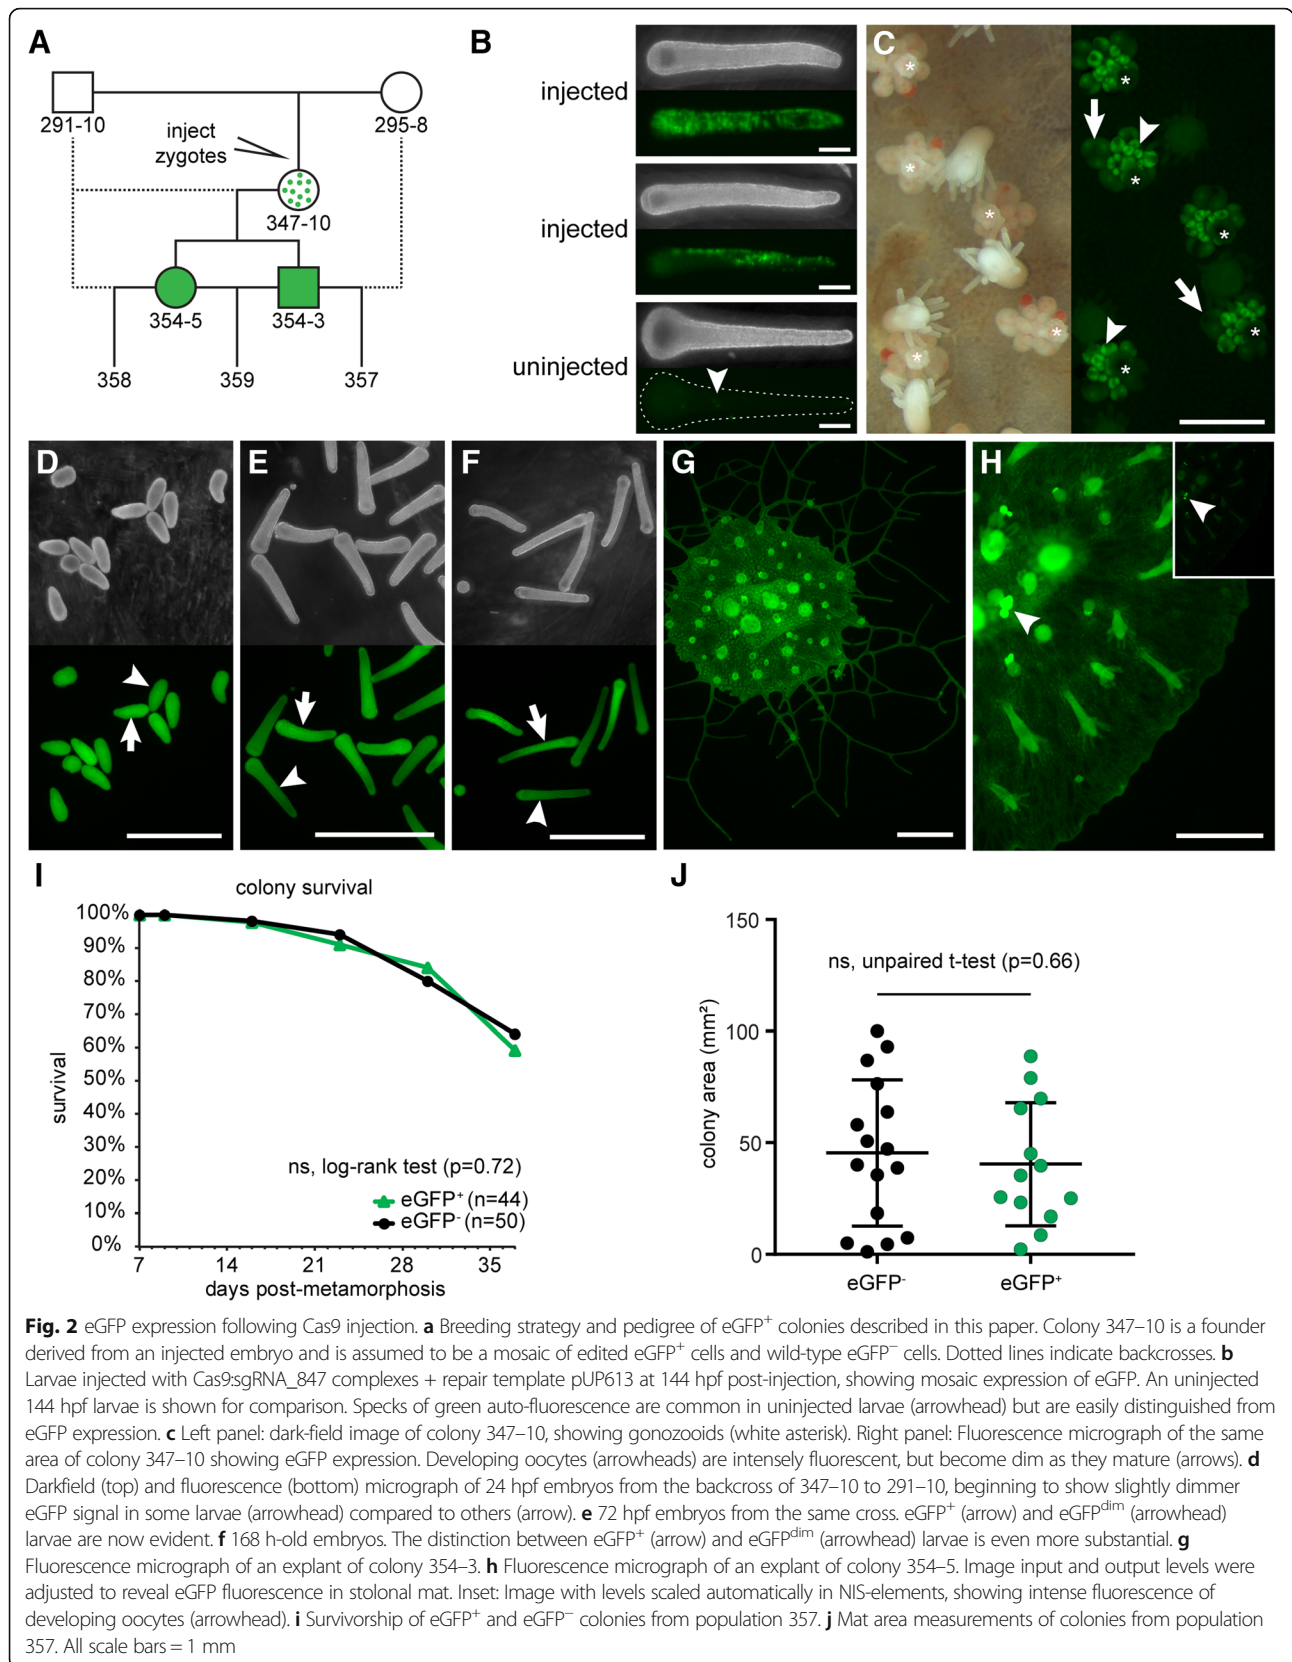 A
291-10
295-8
inject
zygotes
347-10
354-5
354-3
358
359
357
B
injected
injected
uninjected
C
*
*
*
*
*
*
*
*
*
*
D
E
F
G
H
I
colony survival
100%
90%
80%
70%
60%
50%
40%
30%
20%
10%
0%
survival
ns, log-rank test (p=0.72)
eGFP⁺ (n=44)
eGFP⁻ (n=50)
7 14 21 28 35
days post-metamorphosis
J
150
100
50
0
colony area (mm²)
ns, unpaired t-test (p=0.66)
eGFP⁻ eGFP⁺
Fig. 2 eGFP expression following Cas9 injection. a Breeding strategy and pedigree of eGFP⁺ colonies described in this paper. Colony 347–10 is a founder
derived from an injected embryo and is assumed to be a mosaic of edited eGFP⁺ cells and wild-type eGFP⁻ cells. Dotted lines indicate backcrosses. b
Larvae injected with Cas9:sgRNA_847 complexes + repair template pUP613 at 144 hpf post-injection, showing mosaic expression of eGFP. An uninjected
144 hpf larvae is shown for comparison. Specks of green auto-fluorescence are common in uninjected larvae (arrowhead) but are easily distinguished from
eGFP expression. c Left panel: dark-field image of colony 347–10, showing gonozooids (white asterisk). Right panel: Fluorescence micrograph of the same
area of colony 347–10 showing eGFP expression. Developing oocytes (arrowheads) are intensely fluorescent, but become dim as they mature (arrows). d
Darkfield (top) and fluorescence (bottom) micrograph of 24 hpf embryos from the backcross of 347–10 to 291–10, beginning to show slightly dimmer
eGFP signal in some larvae (arrowhead) compared to others (arrow). e 72 hpf embryos from the same cross. eGFP⁺ (arrow) and eGFPdim (arrowhead)
larvae are now evident. f 168 h-old embryos. The distinction between eGFP⁺ (arrow) and eGFPdim (arrowhead) larvae is even more substantial. g
Fluorescence micrograph of an explant of colony 354–3. h Fluorescence micrograph of an explant of colony 354–5. Image input and output levels were
adjusted to reveal eGFP fluorescence in stolonal mat. Inset: Image with levels scaled automatically in NIS-elements, showing intense fluorescence of
developing oocytes (arrowhead). i Survivorship of eGFP⁺ and eGFP⁻ colonies from population 357. j Mat area measurements of colonies from population
357. All scale bars = 1 mm